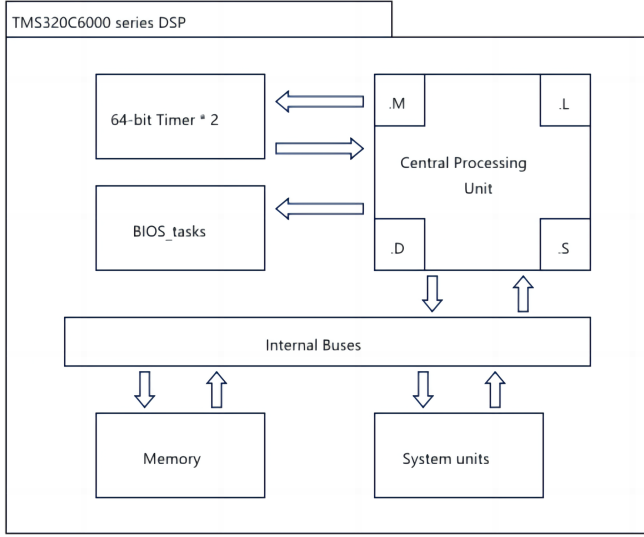 TMS320C6000 series DSP
64-bit Timer * 2
.M
.L
Central Processing
Unit
BIOS_tasks
.D
.S
Internal Buses
Memory
System units